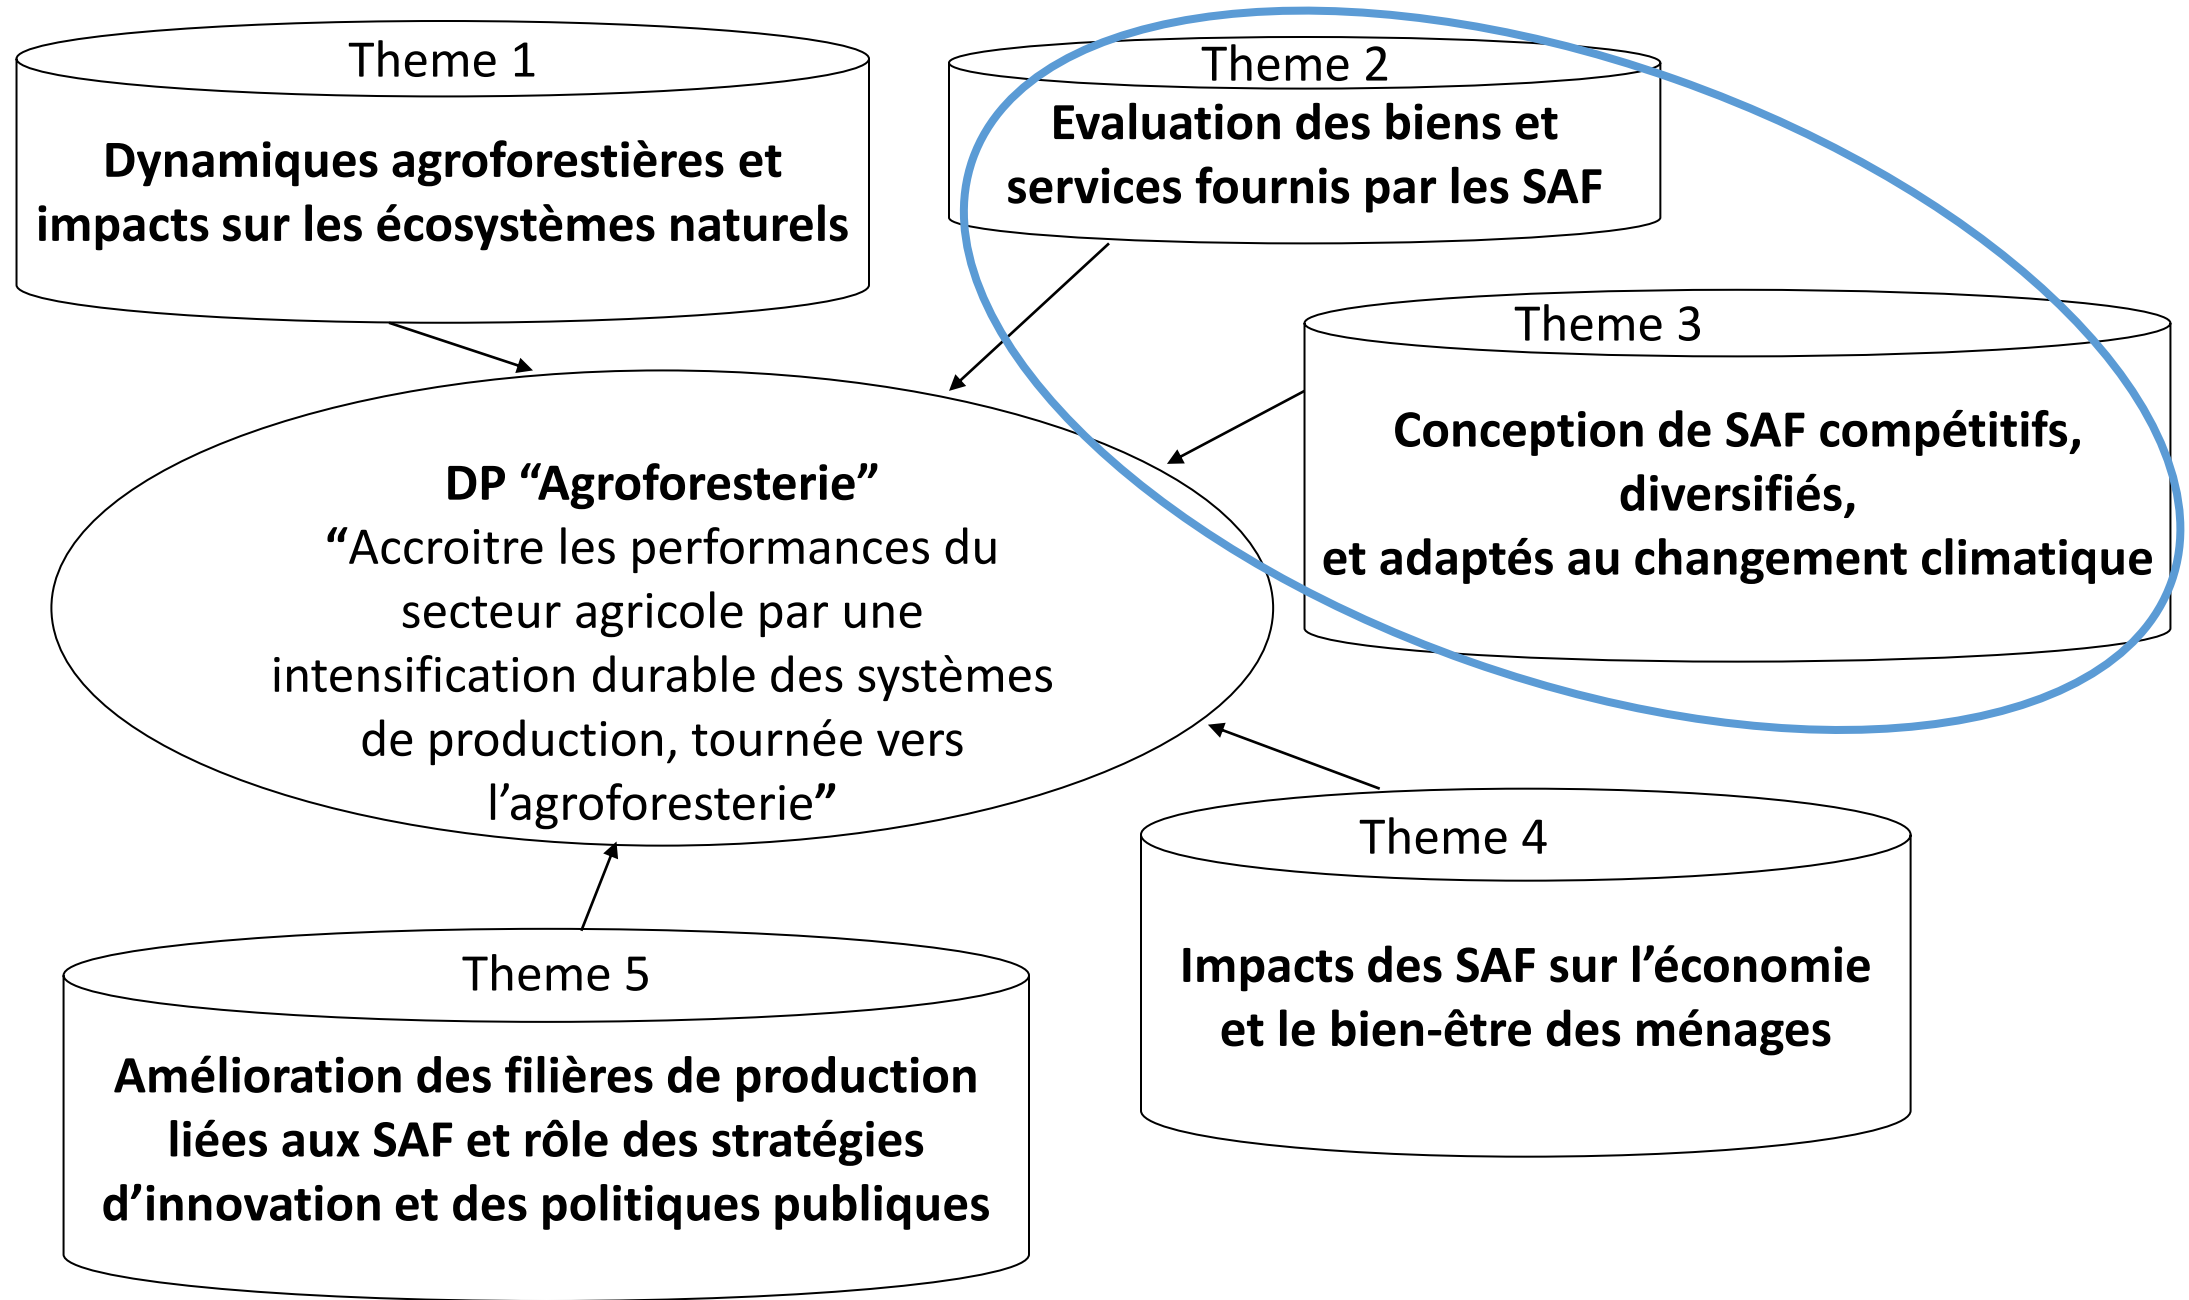 Theme 1
Dynamiques agroforestières et
impacts sur les écosystèmes naturels
Theme 2
Evaluation des biens et
services fournis par les SAF
Theme 3
Conception de SAF compétitifs,
diversifiés,
et adaptés au changement climatique
DP “Agroforesterie”
“Accroitre les performances du
secteur agricole par une
intensification durable des systèmes
de production, tournée vers
l’agroforesterie”
Theme 4
Impacts des SAF sur l’économie
et le bien-être des ménages
Theme 5
Amélioration des filières de production
liées aux SAF et rôle des stratégies
d’innovation et des politiques publiques